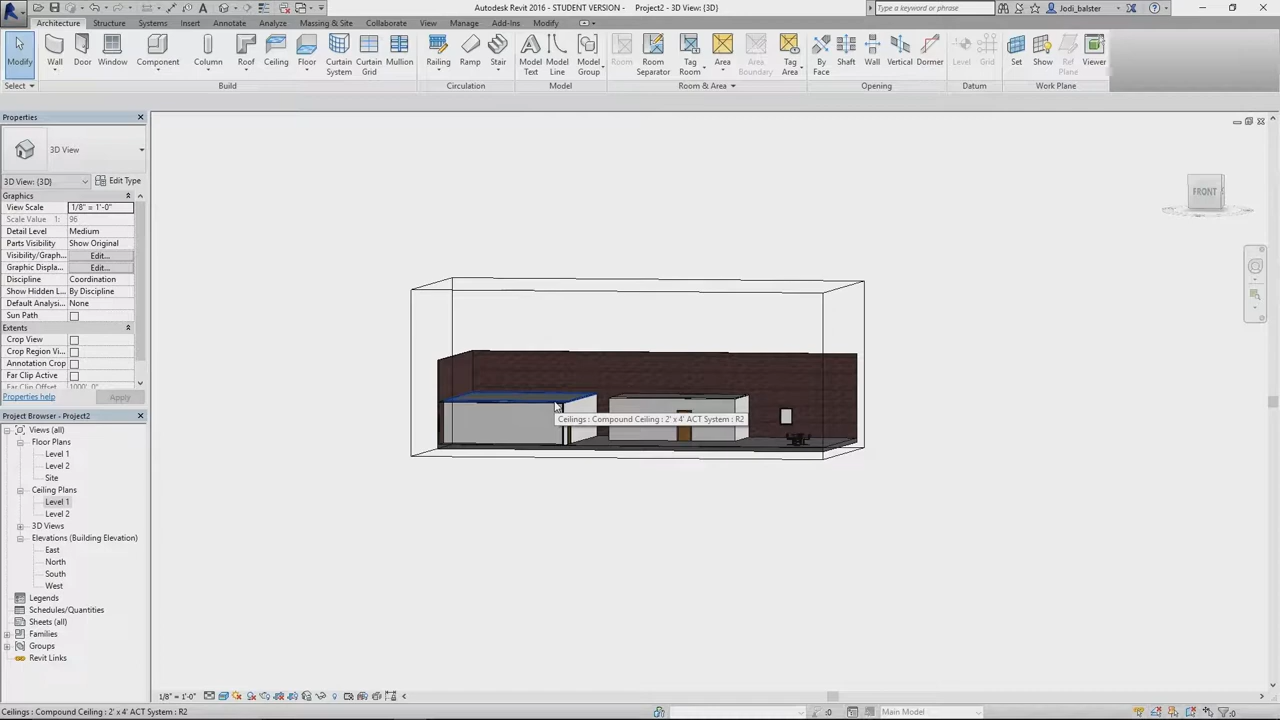 Autodesk Revit 2016 - STUDENT VERSION - Project2 - 3D View: {3D}
Type a keyword or phrase
Jodi_balster
Architecture Structure Systems Insert Annotate Analyze Massing & Site Collaborate View Manage Add-Ins Modify
Modify Wall Door Window Component Column Roof Ceiling Floor Curtain System Curtain Grid Mullion Railing Ramp Stair Model Text Model Line Model Group Room Room Separator Tag Room Area Area Boundary Tag Area By Face Shaft Wall Vertical Dormer Level Grid Set Show Ref Plane Viewer
Select Build Circulation Model Room & Area Opening Datum Work Plane
Properties
3D View
3D View: {3D} Edit Type
Graphics
View Scale 1/8" = 1'-0"
Scale Value 1: 96
Detail Level Medium
Parts Visibility Show Original
Visibility/Graph... Edit...
Graphic Displa... Edit...
Discipline Coordination
Show Hidden L... By Discipline
Default Analysi... None
Sun Path
Extents
Crop View
Crop Region Vi...
Annotation Crop
Far Clip Active
Far Clip Offset 1000' 0"
Properties help Apply
Project Browser - Project2
Views (all)
Floor Plans
Level 1
Level 2
Site
Ceiling Plans
Level 1
Level 2
3D Views
Elevations (Building Elevation)
East
North
South
West
Legends
Schedules/Quantities
Sheets (all)
Families
Groups
Revit Links
FRONT
Ceilings : Compound Ceiling : 2' x 4' ACT System : R2
1/8" = 1'-0"
Ceilings : Compound Ceiling : 2' x 4' ACT System : R2
:0
Main Model
:0